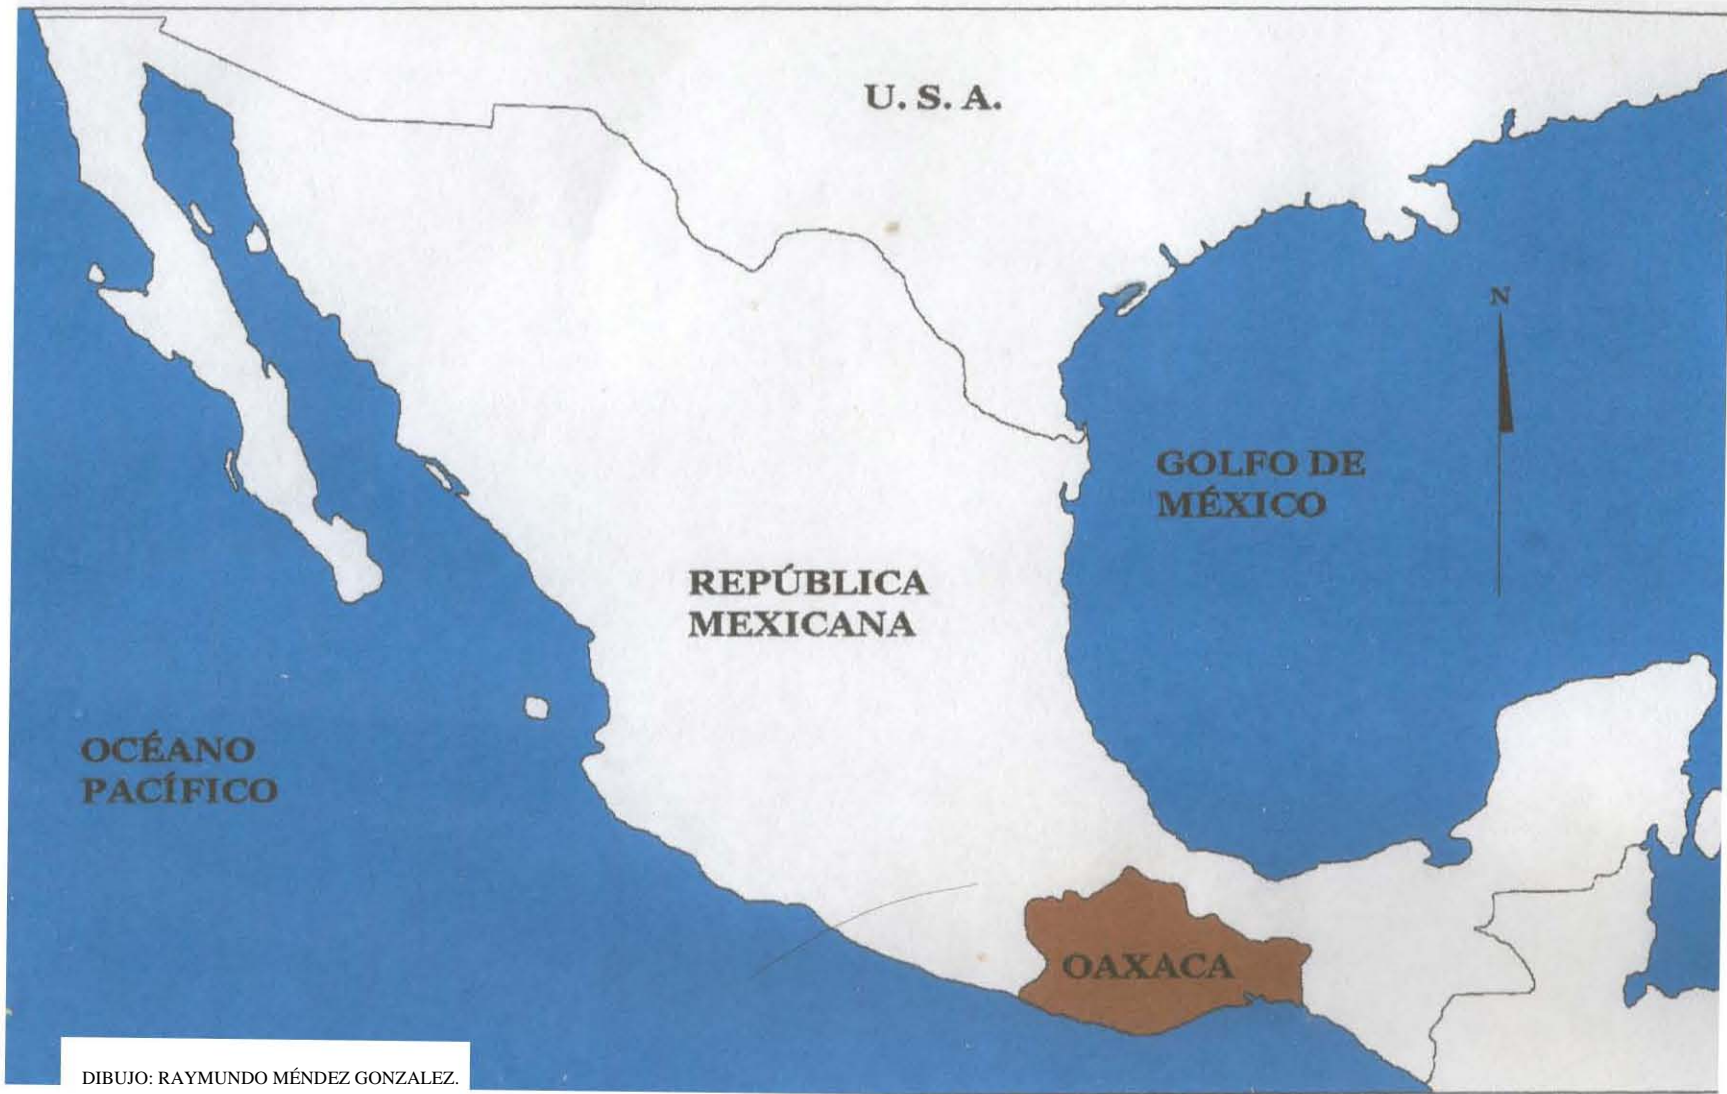 U. S. A.
N
GOLFO DE
MÉXICO
REPÚBLICA
MEXICANA
OCÉANO
PACÍFICO
OAXACA
DIBUJO: RAYMUNDO MÉNDEZ GONZALEZ.